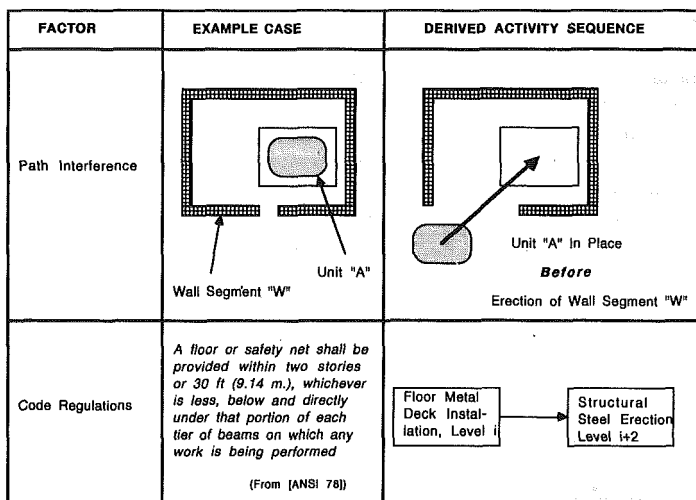 FACTOR
EXAMPLE CASE
DERIVED ACTIVITY SEQUENCE
Path Interference
Wall Segment "W"
Unit "A"
Unit "A" In Place
Before
Erection of Wall Segment "W"
Code Regulations
A floor or safety net shall be
provided within two stories
or 30 ft (9.14 m.), whichever
is less, below and directly
under that portion of each
tier of beams on which any
work is being performed
(From [ANSI 78])
Floor Metal
Deck Instal-
lation, Level i
Structural
Steel Erection
Level i+2